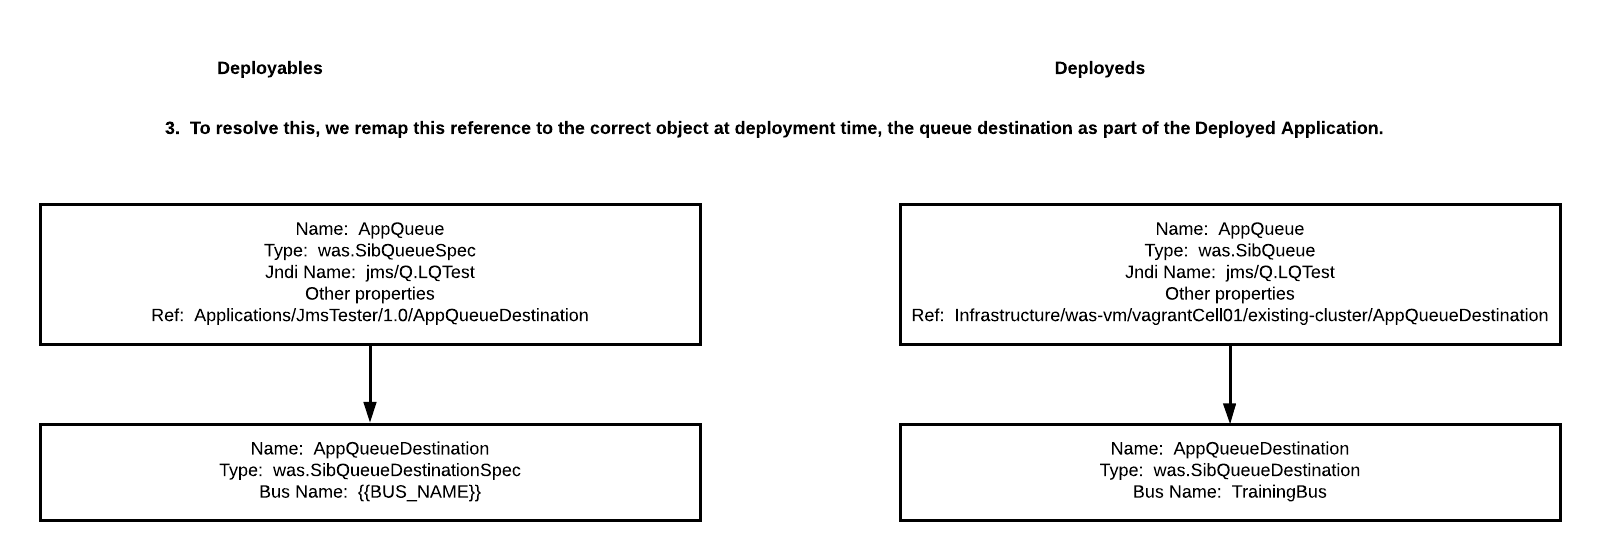 Deployables
Deployeds
3.  To resolve this, we remap this reference to the correct object at deployment time, the queue destination as part of the Deployed Application.
Name:  AppQueue
Type:  was.SibQueueSpec
Jndi Name:  jms/Q.LQTest
Other properties
Ref:  Applications/JmsTester/1.0/AppQueueDestination
Name:  AppQueueDestination
Type:  was.SibQueueDestinationSpec
Bus Name:  {{BUS_NAME}}
Name:  AppQueue
Type:  was.SibQueue
Jndi Name:  jms/Q.LQTest
Other properties
Ref:  Infrastructure/was-vm/vagrantCell01/existing-cluster/AppQueueDestination
Name:  AppQueueDestination
Type:  was.SibQueueDestination
Bus Name:  TrainingBus